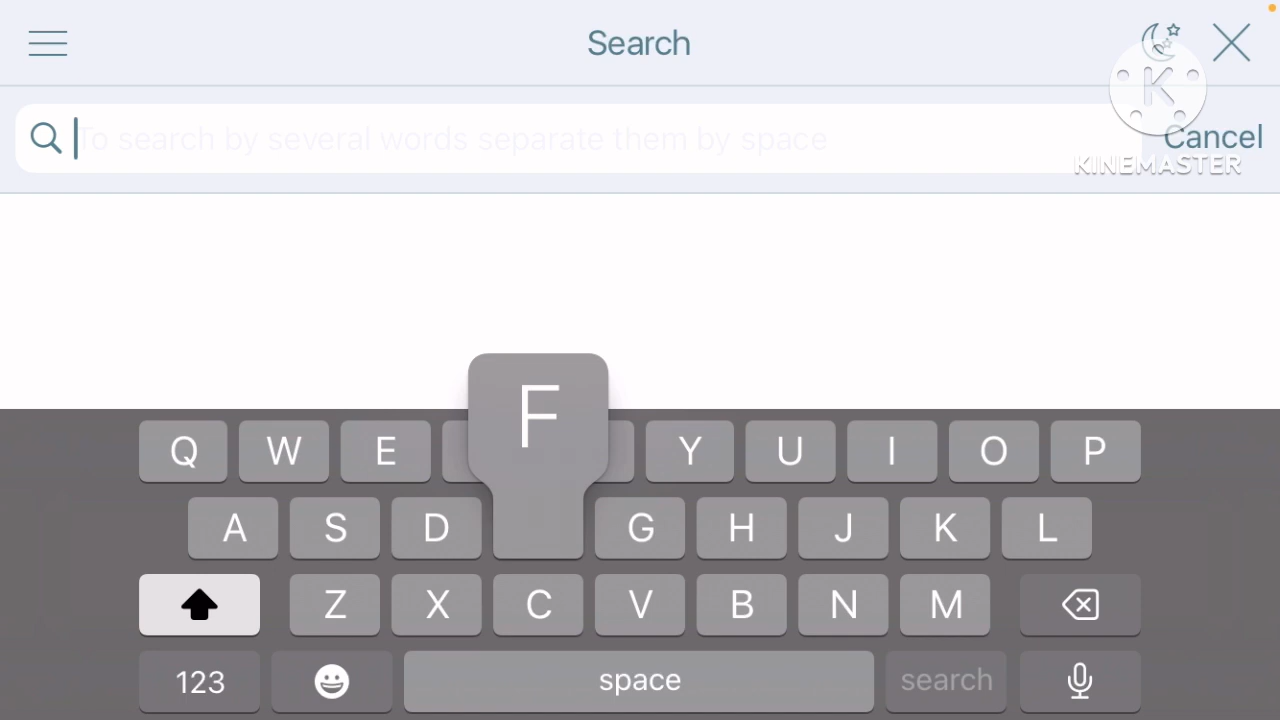 Search
To search by several words separate them by space
Cancel
K
KINEMASTER
F
Q W E Y U I O P
A S D G H J K L
Z X C V B N M
123 space search